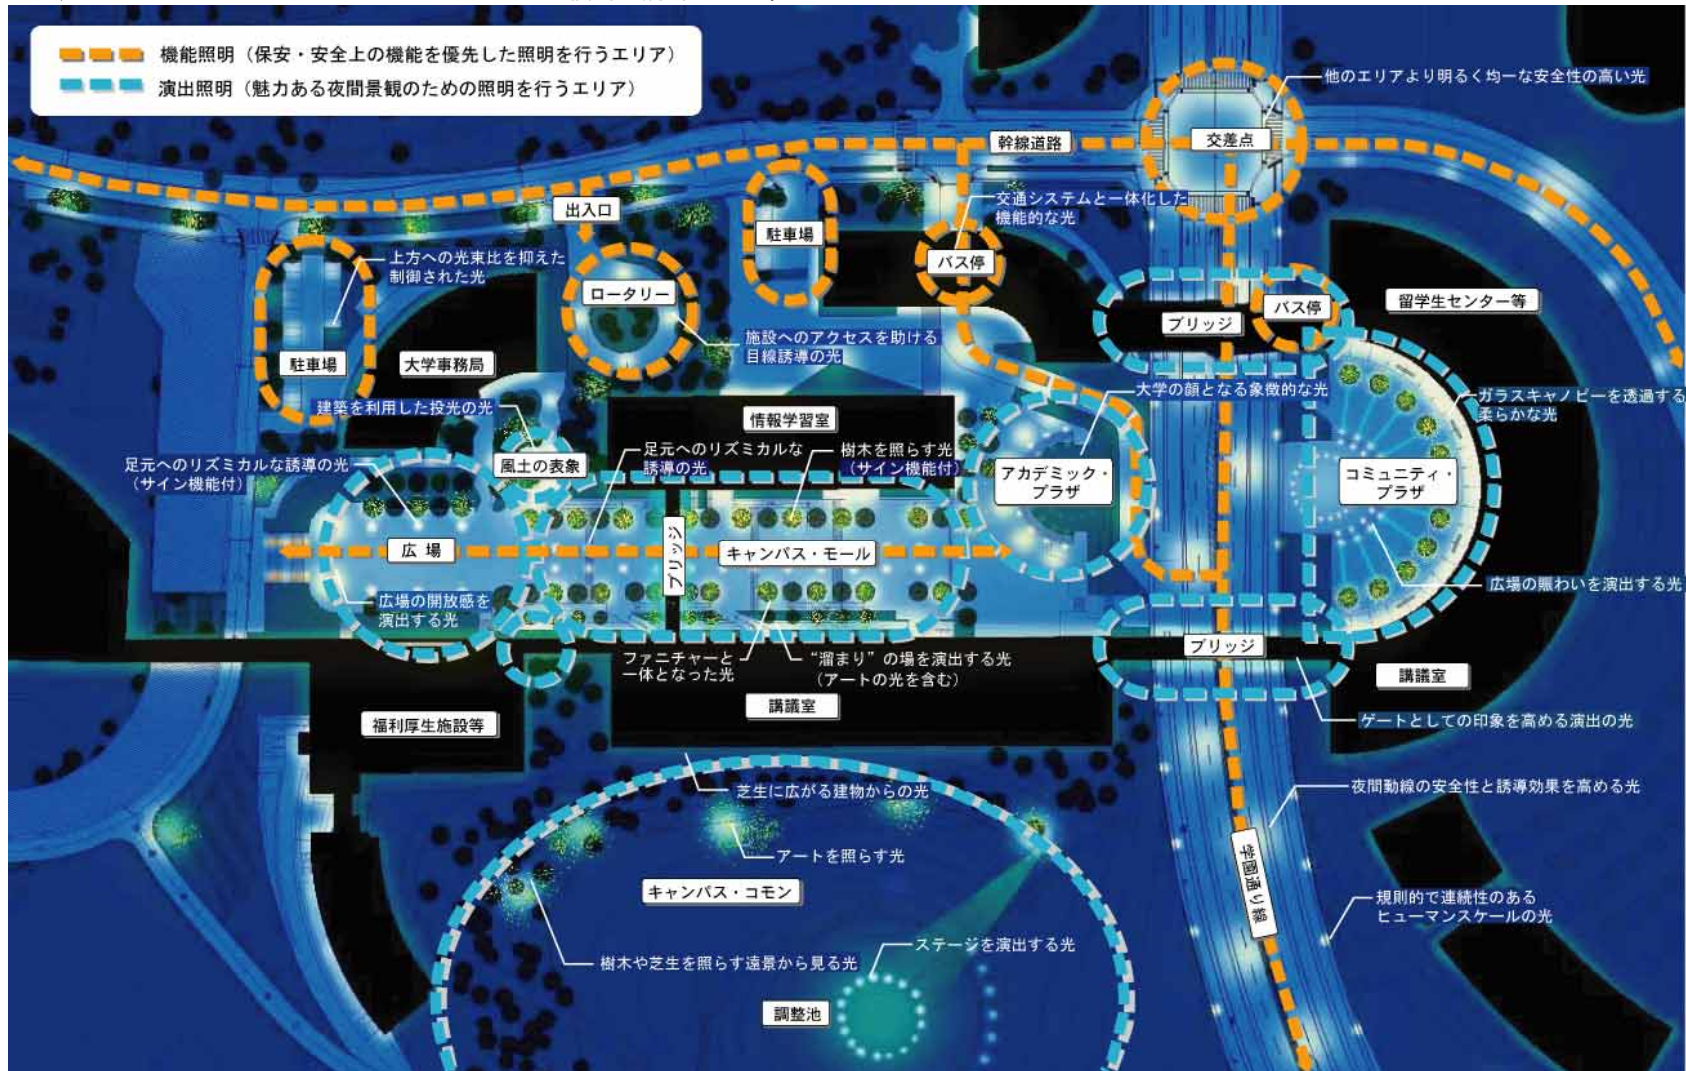 機能照明（保安・安全上の機能を優先した照明を行うエリア）
演出照明（魅力ある夜間景観のための照明を行うエリア）
他のエリアより明るく均一な安全性の高い光
幹線道路
交差点
出入口
駐車場
交通システムと一体化した
機能的な光
上方への光束比を抑えた
制御された光
バス停
ロータリー
ブリッジ
バス停
留学生センター等
施設へのアクセスを助ける
目線誘導の光
駐車場
大学事務局
大学の顔となる象徴的な光
ガラスキャノピーを透過する
柔らかな光
建築を利用した投光の光
情報学習室
足元へのリズミカルな誘導の光
（サイン機能付）
風土の表象
足元へのリズミカルな
誘導の光
樹木を照らす光
（サイン機能付）
アカデミック・
プラザ
コミュニティ・
プラザ
広 場
ブリッジ
キャンパス・モール
広場の賑わいを演出する光
広場の開放感を
演出する光
ファニチャーと
一体となった光
“溜まり”の場を演出する光
（アートの光を含む）
ブリッジ
講議室
講議室
福利厚生施設等
ゲートとしての印象を高める演出の光
芝生に広がる建物からの光
夜間動線の安全性と誘導効果を高める光
アートを照らす光
キャンパス・コモン
学園通り線
規則的で連続性のある
ヒューマンスケールの光
ステージを演出する光
樹木や芝生を照らす遠景から見る光
調整池